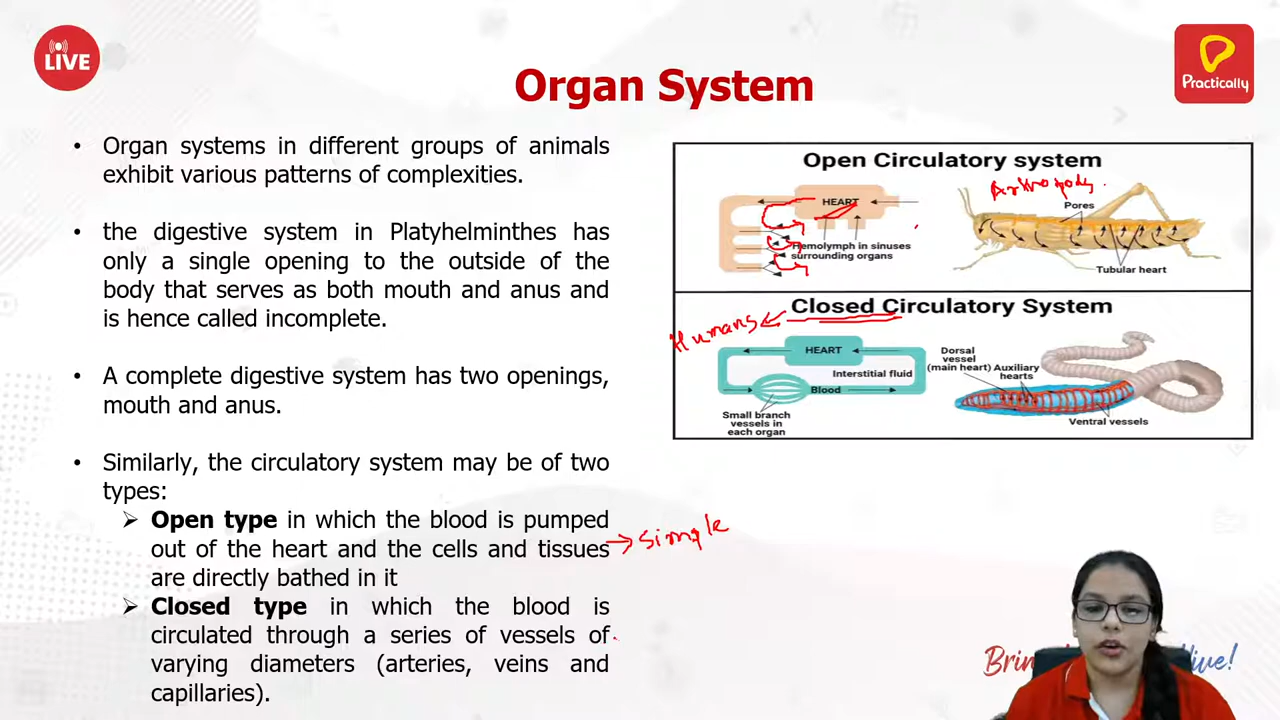 LIVE
Practically
Organ System
• Organ systems in different groups of animals
exhibit various patterns of complexities.
• the digestive system in Platyhelminthes has
only a single opening to the outside of the
body that serves as both mouth and anus and
is hence called incomplete.
• A complete digestive system has two openings,
mouth and anus.
• Similarly, the circulatory system may be of two
types:
➢ Open type in which the blood is pumped
out of the heart and the cells and tissues
are directly bathed in it
→ Simple
➢ Closed type in which the blood is
circulated through a series of vessels of
varying diameters (arteries, veins and
capillaries).
Open Circulatory system
HEART
Hemolymph in sinuses
surrounding organs
Pores
Tubular heart
Closed Circulatory System
Humans
HEART
Interstitial fluid
Blood
Small branch
vessels in
each organ
Dorsal
vessel
(main heart)
Auxiliary
hearts
Ventral vessels